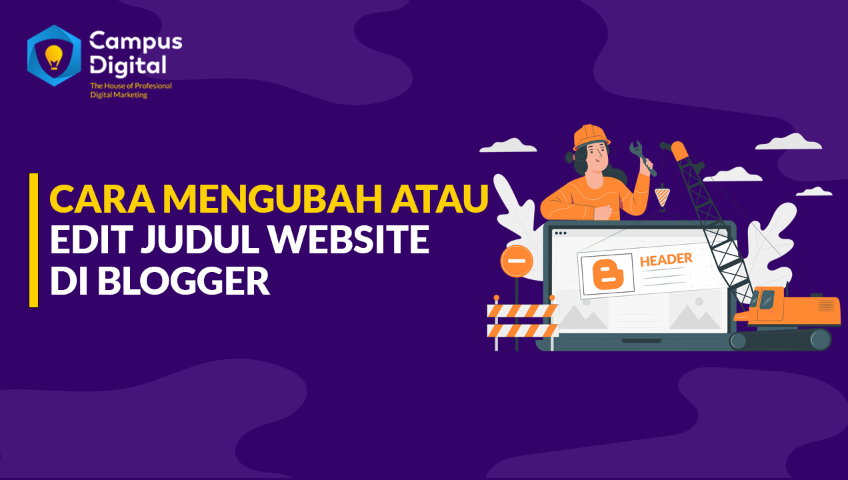 Campus
Digital
The House of Profesional
Digital Marketing
CARA MENGUBAH ATAU
EDIT JUDUL WEBSITE
DI BLOGGER
HEADER